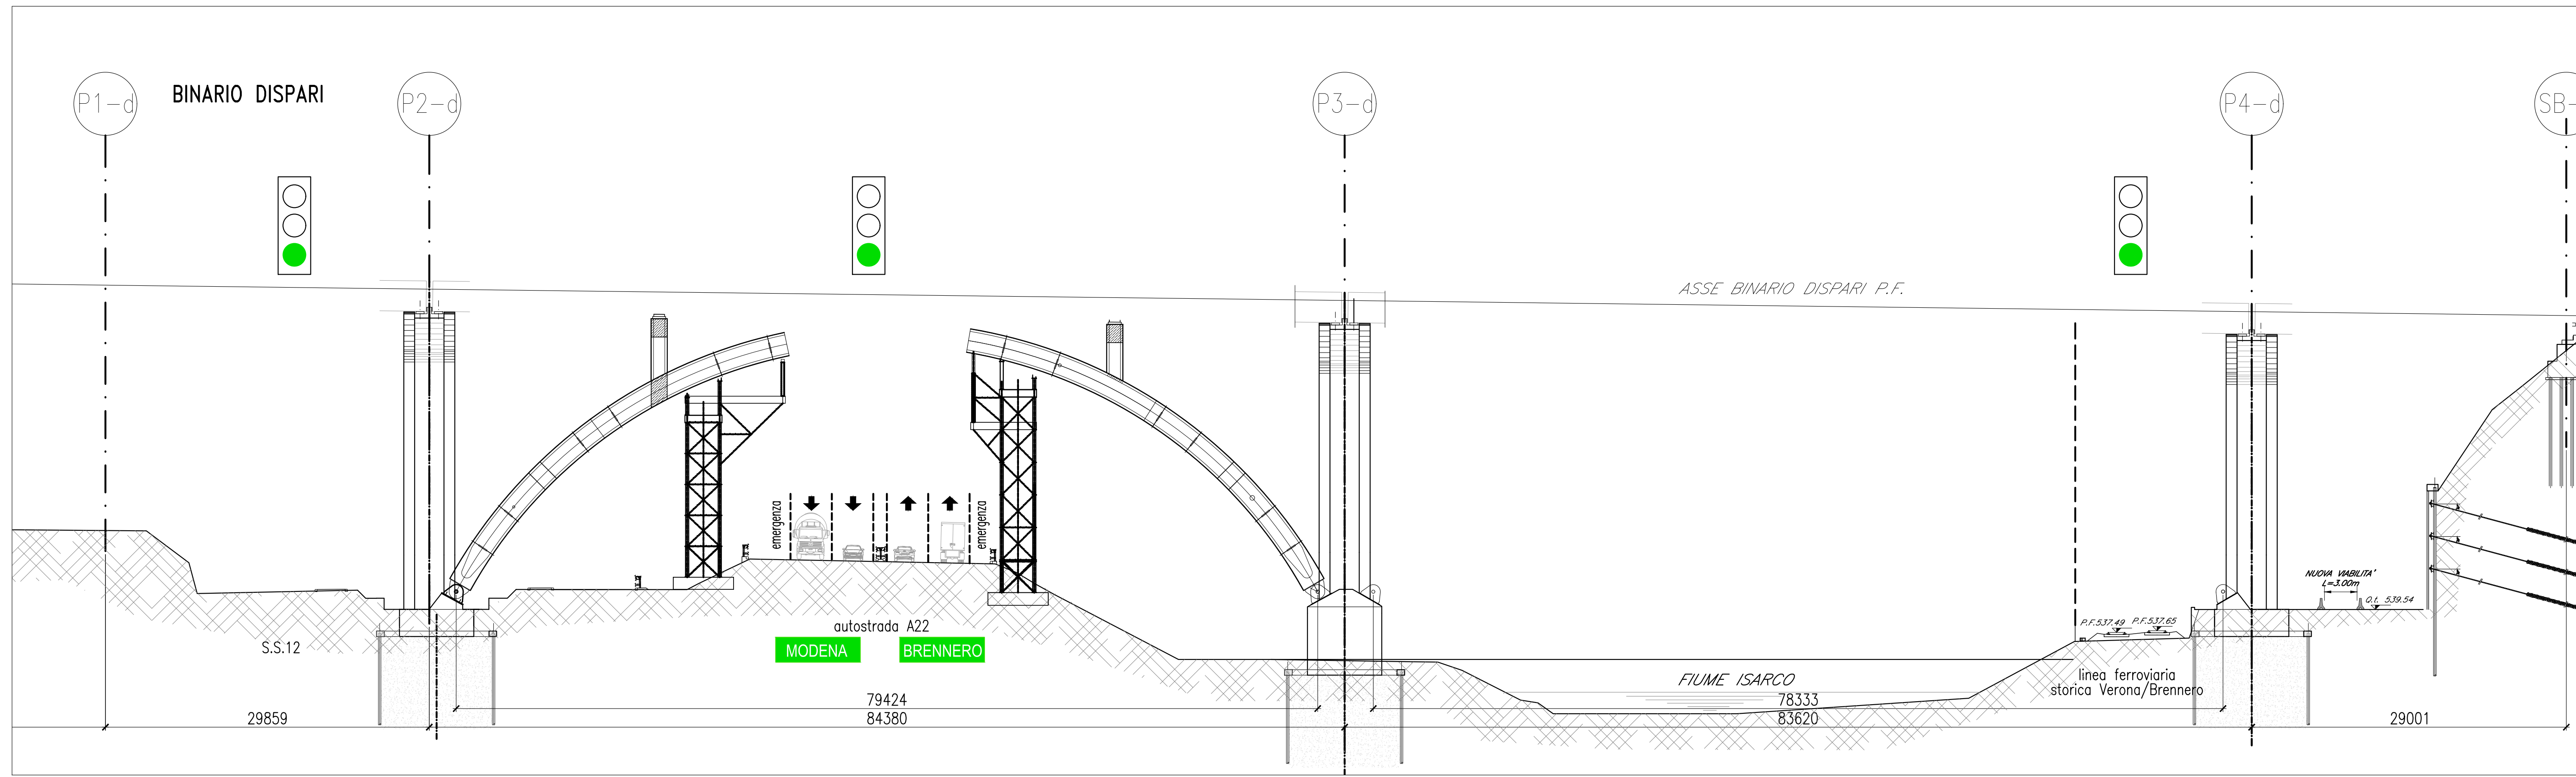 P1-d
BINARIO DISPARI
P2-d
P3-d
P4-d
SB-
ASSE BINARIO DISPARI P.F.
emergenza
emergenza
NUOVA VIABILITA'
L=3.00m
Q.t. 539.54
P.F.537.49
P.F.537.65
S.S.12
autostrada A22
MODENA
BRENNERO
FIUME ISARCO
linea ferroviaria
storica Verona/Brennero
79424
78333
29859
84380
83620
29001